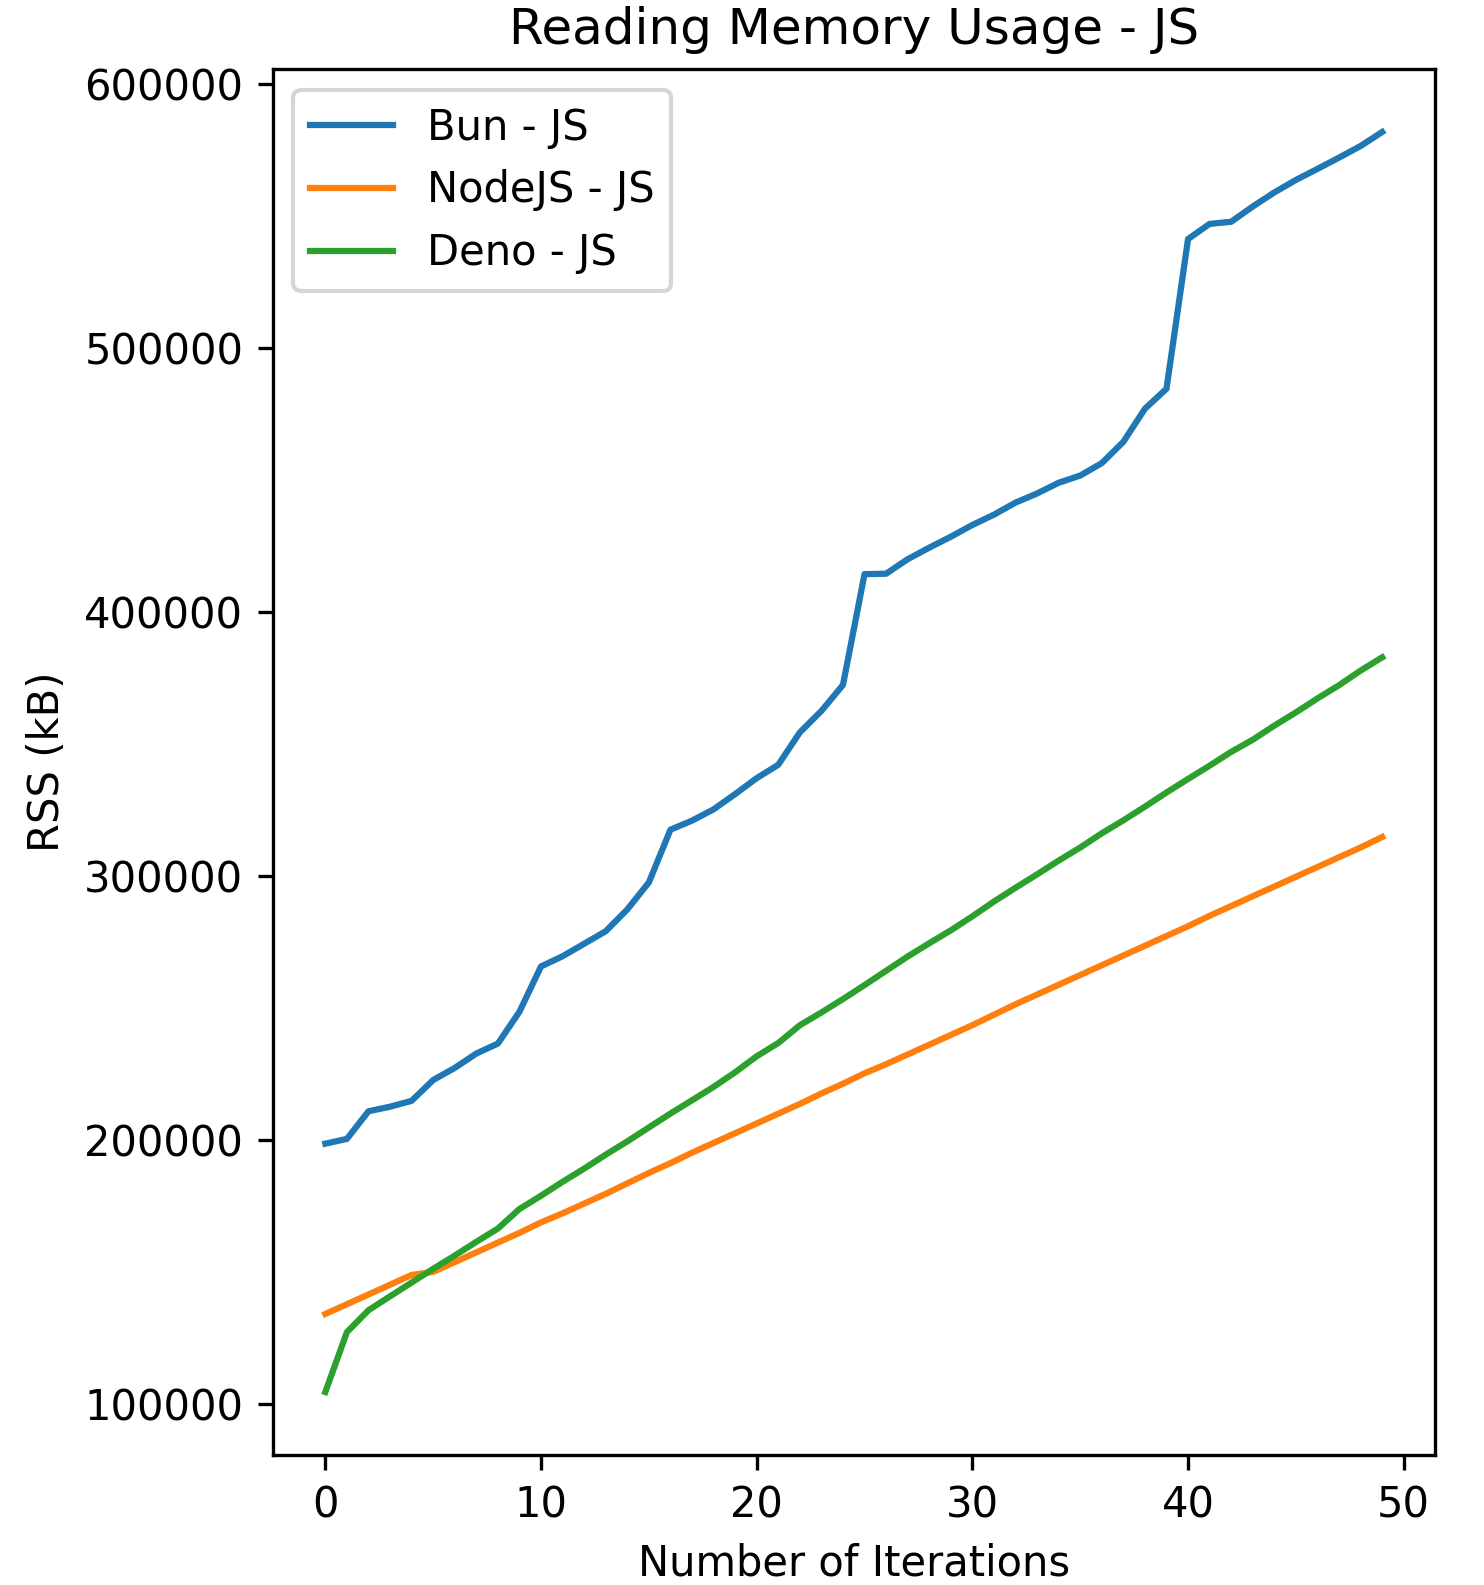 Reading Memory Usage - JS
Bun - JS
NodeJS - JS
Deno - JS
600000
500000
400000
300000
200000
100000
RSS (kB)
0 10 20 30 40 50
Number of Iterations